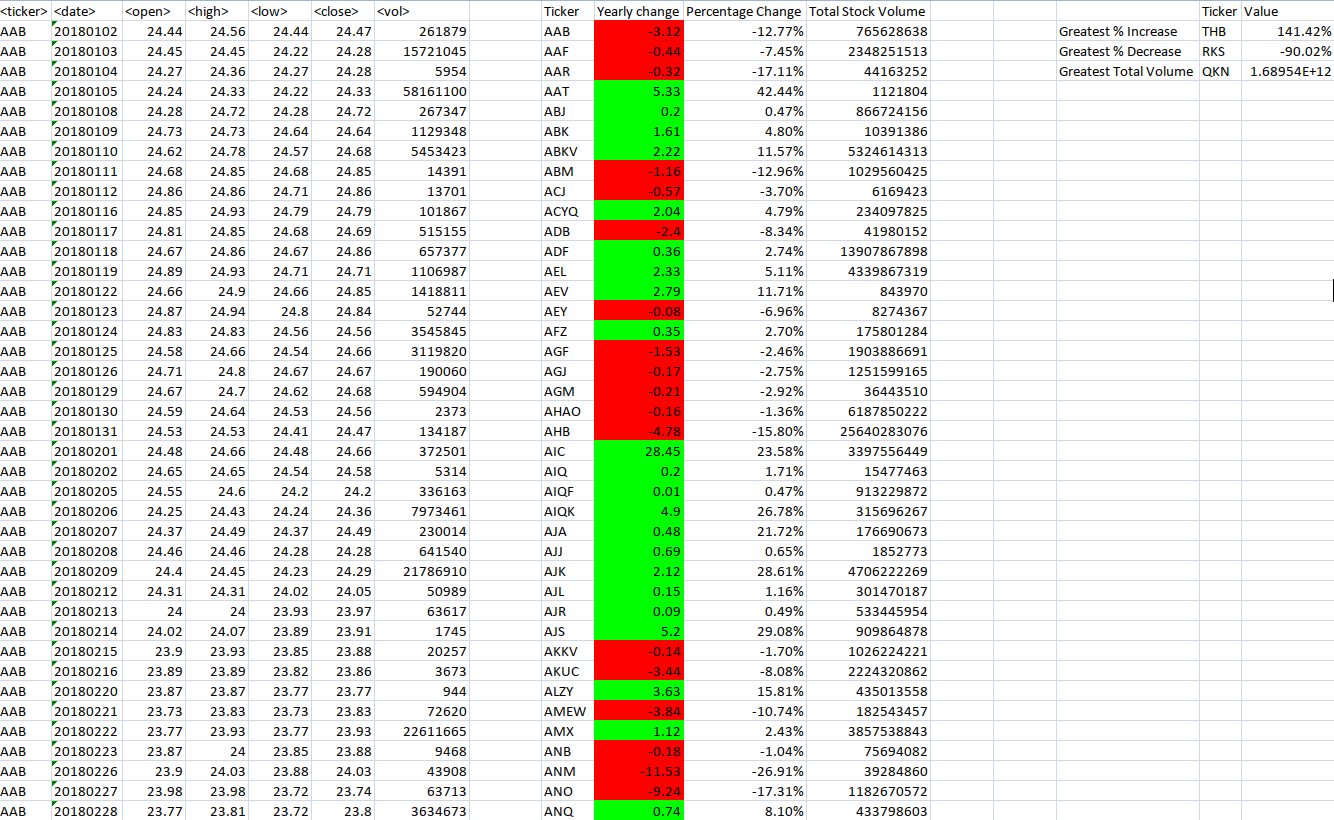 <ticker> <date> <open> <high> <low> <close> <vol> Ticker Yearly change Percentage Change Total Stock Volume Ticker Value
AAB 20180102 24.44 24.56 24.44 24.47 261879 AAB -3.12 -12.77% 765628638 Greatest % Increase THB 141.42%
AAB 20180103 24.45 24.45 24.22 24.28 15721045 AAF -0.44 -7.45% 2348251513 Greatest % Decrease RKS -90.02%
AAB 20180104 24.27 24.36 24.27 24.28 5954 AAR -0.32 -17.11% 44163252 Greatest Total Volume QKN 1.68954E+12
AAB 20180105 24.24 24.33 24.22 24.33 58161100 AAT 5.33 42.44% 1121804
AAB 20180108 24.28 24.72 24.28 24.72 267347 ABJ 0.2 0.47% 866724156
AAB 20180109 24.73 24.73 24.64 24.64 1129348 ABK 1.61 4.80% 10391386
AAB 20180110 24.62 24.78 24.57 24.68 5453423 ABKV 2.22 11.57% 5324614313
AAB 20180111 24.68 24.85 24.68 24.85 14391 ABM -1.16 -12.96% 1029560425
AAB 20180112 24.86 24.86 24.71 24.86 13701 ACJ -0.57 -3.70% 6169423
AAB 20180116 24.85 24.93 24.79 24.79 101867 ACYQ 2.04 4.79% 234097825
AAB 20180117 24.81 24.85 24.68 24.69 515155 ADB -2.4 -8.34% 41980152
AAB 20180118 24.67 24.86 24.67 24.86 657377 ADF 0.36 2.74% 13907867898
AAB 20180119 24.89 24.93 24.71 24.71 1106987 AEL 2.33 5.11% 4339867319
AAB 20180122 24.66 24.9 24.66 24.85 1418811 AEV 2.79 11.71% 843970
AAB 20180123 24.87 24.94 24.8 24.84 52744 AEY -0.08 -6.96% 8274367
AAB 20180124 24.83 24.83 24.56 24.56 3545845 AFZ 0.35 2.70% 175801284
AAB 20180125 24.58 24.66 24.54 24.66 3119820 AGF -1.53 -2.46% 1903886691
AAB 20180126 24.71 24.8 24.67 24.67 190060 AGJ -0.17 -2.75% 1251599165
AAB 20180129 24.67 24.7 24.62 24.68 594904 AGM -0.21 -2.92% 36443510
AAB 20180130 24.59 24.64 24.53 24.56 2373 AHAO -0.16 -1.36% 6187850222
AAB 20180131 24.53 24.53 24.41 24.47 134187 AHB -4.78 -15.80% 25640283076
AAB 20180201 24.48 24.66 24.48 24.66 372501 AIC 28.45 23.58% 3397556449
AAB 20180202 24.65 24.65 24.54 24.58 5314 AIQ 0.2 1.71% 15477463
AAB 20180205 24.55 24.6 24.2 24.2 336163 AIQF 0.01 0.47% 913229872
AAB 20180206 24.25 24.43 24.24 24.36 7973461 AIQK 4.9 26.78% 315696267
AAB 20180207 24.37 24.49 24.37 24.49 230014 AJA 0.48 21.72% 176690673
AAB 20180208 24.46 24.46 24.28 24.28 641540 AJJ 0.69 0.65% 1852773
AAB 20180209 24.4 24.45 24.23 24.29 21786910 AJK 2.12 28.61% 4706222269
AAB 20180212 24.31 24.31 24.02 24.05 50989 AJL 0.15 1.16% 301470187
AAB 20180213 24 24 23.93 23.97 63617 AJR 0.09 0.49% 533445954
AAB 20180214 24.02 24.07 23.89 23.91 1745 AJS 5.2 29.08% 909864878
AAB 20180215 23.9 23.93 23.85 23.88 20257 AKKV -0.14 -1.70% 1026224221
AAB 20180216 23.89 23.89 23.82 23.86 3673 AKUC -3.44 -8.08% 2224320862
AAB 20180220 23.87 23.87 23.77 23.77 944 ALZY 3.63 15.81% 435013558
AAB 20180221 23.73 23.83 23.73 23.83 72620 AMEW -3.84 -10.74% 182543457
AAB 20180222 23.77 23.93 23.77 23.93 22611665 AMX 1.12 2.43% 3857538843
AAB 20180223 23.87 24 23.85 23.88 9468 ANB -0.18 -1.04% 75694082
AAB 20180226 23.9 24.03 23.88 24.03 43908 ANM -11.53 -26.91% 39284860
AAB 20180227 23.98 23.98 23.72 23.74 63713 ANO -9.24 -17.31% 1182670572
AAB 20180228 23.77 23.81 23.72 23.8 3634673 ANQ 0.74 8.10% 433798603